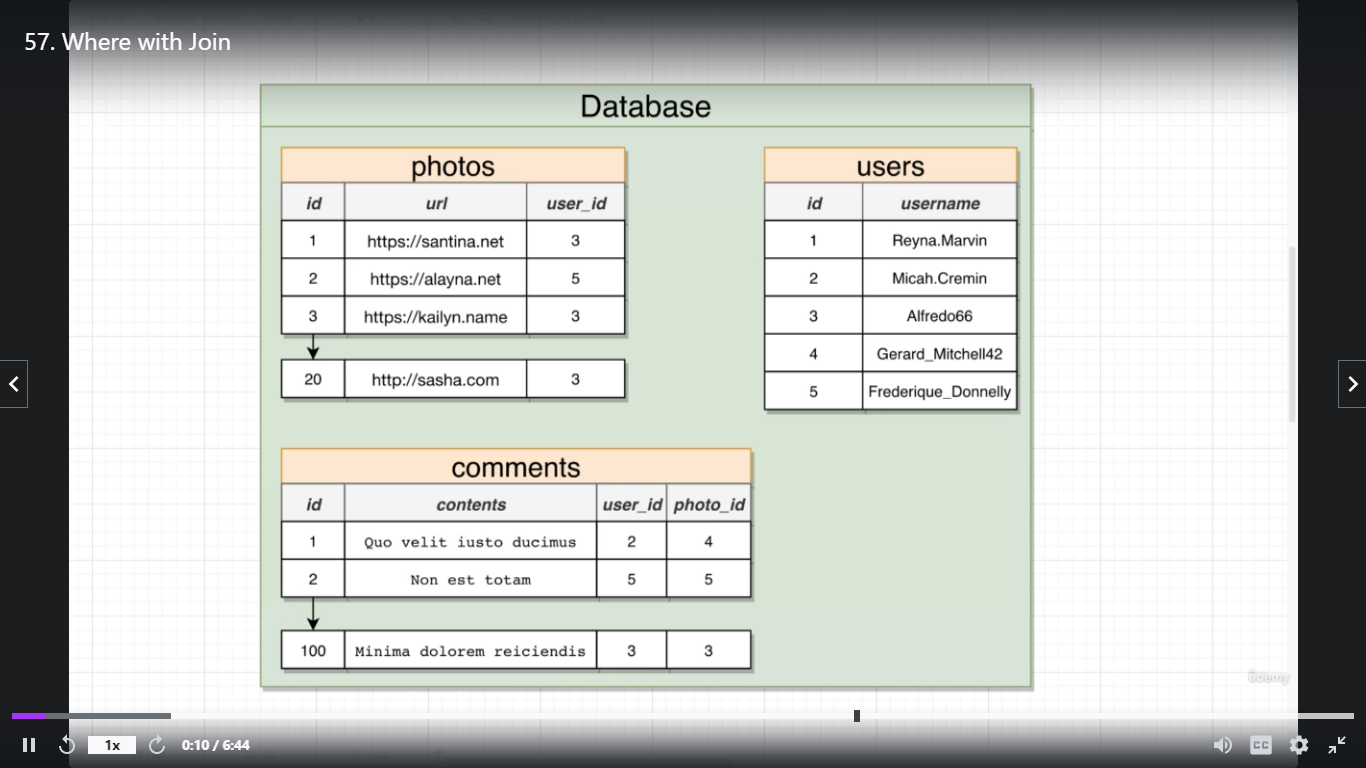 57. Where with Join
Database
photos
id url user_id
1 https://santina.net 3
2 https://alayna.net 5
3 https://kailyn.name 3
20 http://sasha.com 3
users
id username
1 Reyna.Marvin
2 Micah.Cremin
3 Alfredo66
4 Gerard_Mitchell42
5 Frederique_Donnelly
comments
id contents user_id photo_id
1 Quo velit iusto ducimus 2 4
2 Non est totam 5 5
100 Minima dolorem reiciendis 3 3
ûdemy
1x 0:10 / 6:44 CC